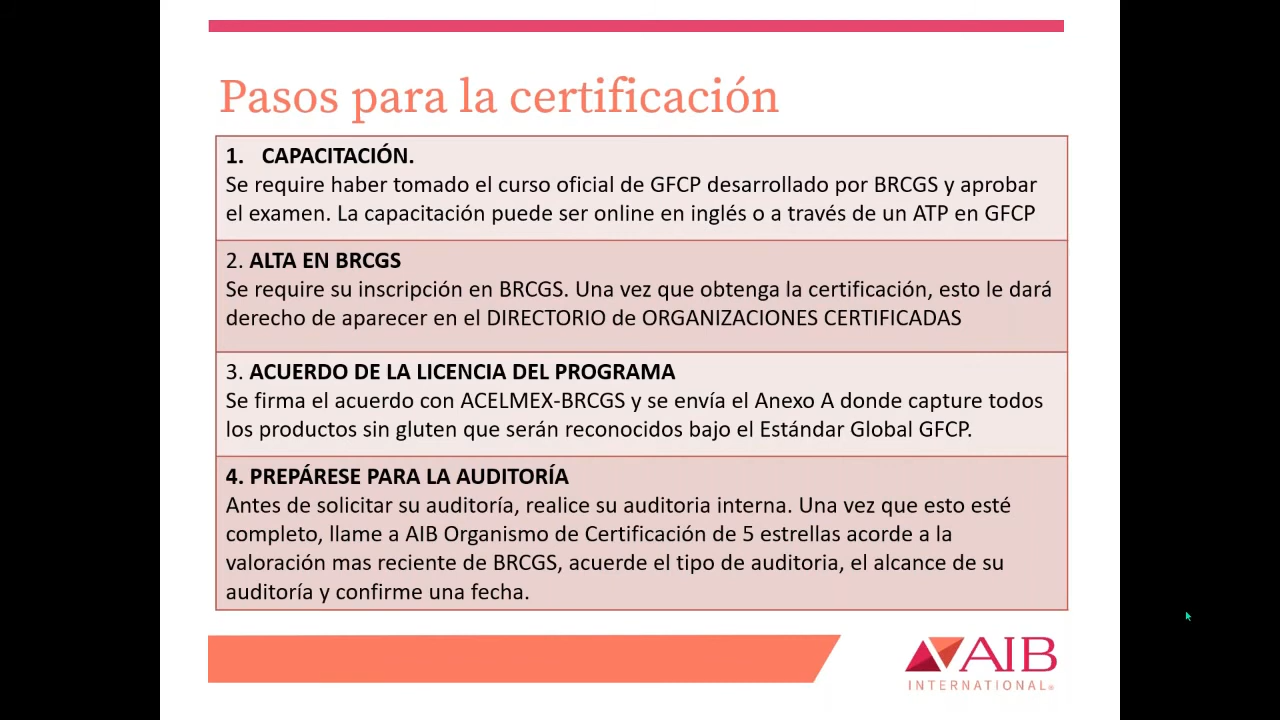 Pasos para la certificación
1. CAPACITACIÓN.
Se require haber tomado el curso oficial de GFCP desarrollado por BRCGS y aprobar
el examen. La capacitación puede ser online en inglés o a través de un ATP en GFCP
2. ALTA EN BRCGS
Se require su inscripción en BRCGS. Una vez que obtenga la certificación, esto le dará
derecho de aparecer en el DIRECTORIO de ORGANIZACIONES CERTIFICADAS
3. ACUERDO DE LA LICENCIA DEL PROGRAMA
Se firma el acuerdo con ACELMEX-BRCGS y se envía el Anexo A donde capture todos
los productos sin gluten que serán reconocidos bajo el Estándar Global GFCP.
4. PREPÁRESE PARA LA AUDITORÍA
Antes de solicitar su auditoría, realice su auditoria interna. Una vez que esto esté
completo, llame a AIB Organismo de Certificación de 5 estrellas acorde a la
valoración mas reciente de BRCGS, acuerde el tipo de auditoria, el alcance de su
auditoría y confirme una fecha.
AIB
INTERNATIONAL®